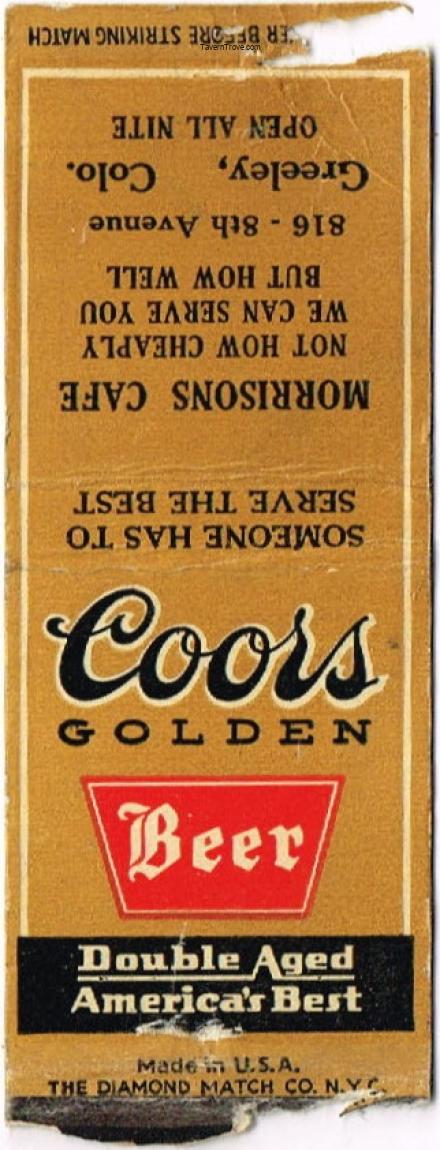 TavernTrove.com
BEFORE STRIKING MATCH
SOMEONE HAS TO
SERVE THE BEST
MORRISONS CAFE
NOT HOW CHEAPLY
WE CAN SERVE YOU
BUT HOW WELL
816 - 8th Avenue
Greeley, Colo.
OPEN ALL NITE
Coors
GOLDEN
Beer
Double Aged
America's Best
Made in U.S.A.
THE DIAMOND MATCH CO. N.Y.C.